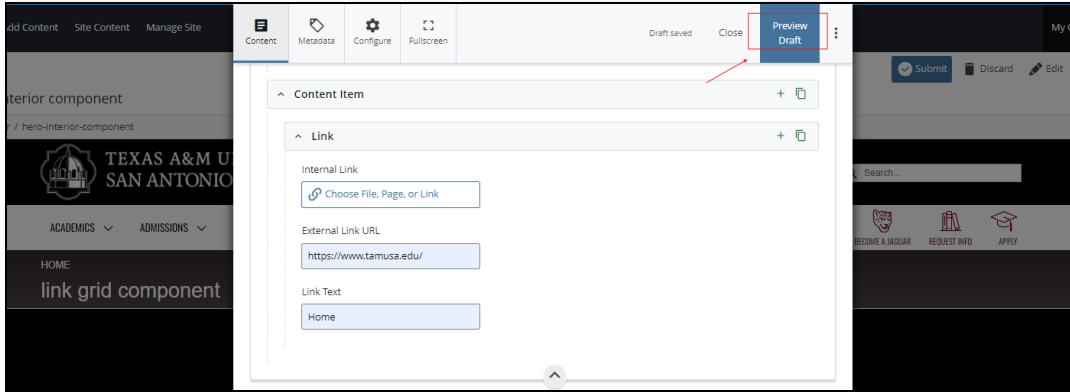 dd Content Site Content Manage Site
Content Metadata Configure Fullscreen
Draft saved Close Preview Draft
My
Submit Discard Edit
nterior component
/ hero-interior-component
Content Item
Link
Internal Link
Choose File, Page, or Link
External Link URL
https://www.tamusa.edu/
Link Text
Home
TEXAS A&M U
SAN ANTONIO
Search...
ACADEMICS ADMISSIONS
BECOME A JAGUAR REQUEST INFO APPLY
HOME
link grid component